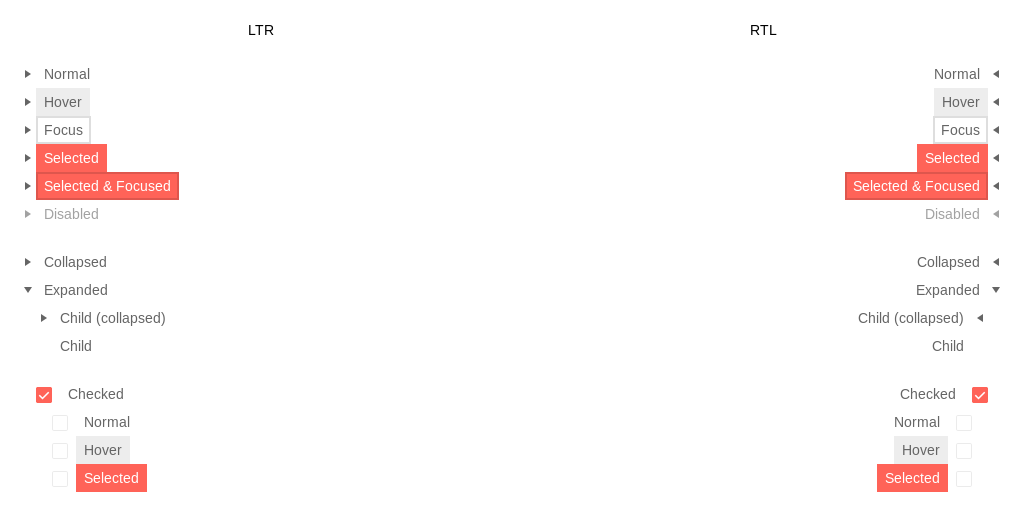 LTR
Normal
Hover
Focus
Selected
Selected & Focused
Disabled
Collapsed
Expanded
Child (collapsed)
Child
Checked
Normal
Hover
Selected
RTL
Normal
Hover
Focus
Selected
Selected & Focused
Disabled
Collapsed
Expanded
Child (collapsed)
Child
Checked
Normal
Hover
Selected